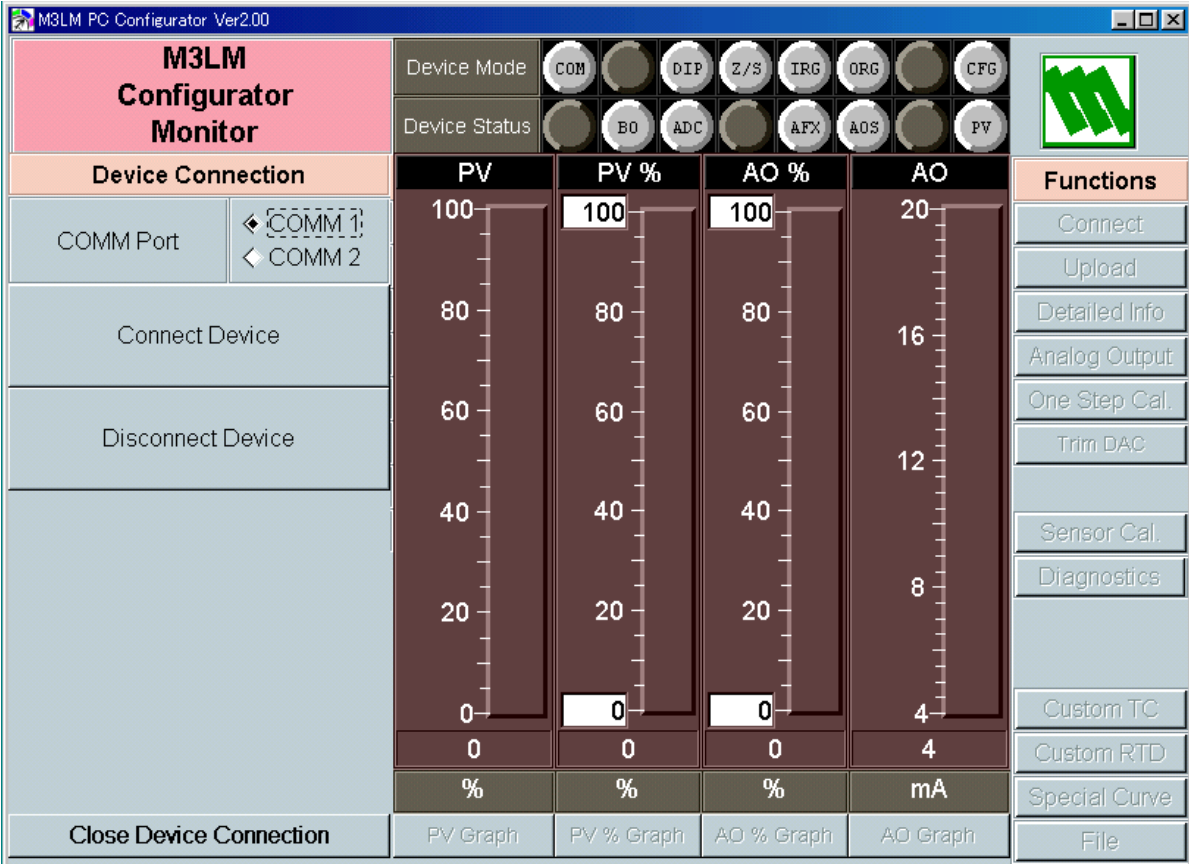 M3LM PC Configurator Ver2.00
M3LM
Configurator
Monitor
Device Mode
COM
DIP
Z/S
IRG
ORG
CFG
Device Status
BO
ADC
AFX
AOS
PV
Device Connection
COMM Port
COMM 1
COMM 2
Connect Device
Disconnect Device
Close Device Connection
PV
100
80
60
40
20
0
0
%
PV Graph
PV %
100
80
60
40
20
0
0
%
PV % Graph
AO %
100
80
60
40
20
0
0
%
AO % Graph
AO
20
16
12
8
4
4
mA
AO Graph
Functions
Connect
Upload
Detailed Info
Analog Output
One Step Cal.
Trim DAC
Sensor Cal.
Diagnostics
Custom TC
Custom RTD
Special Curve
File